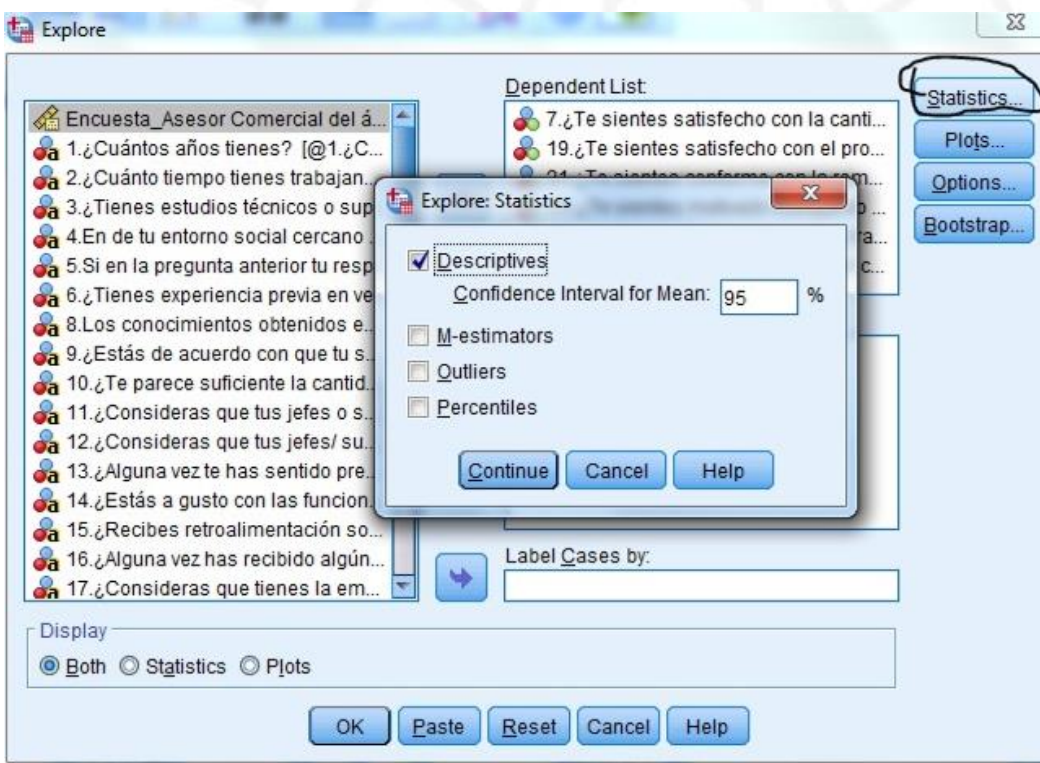 Explore
Dependent List:
Encuesta_Asesor Comercial del á...
1.¿Cuántos años tienes? [@1.¿C...
2.¿Cuánto tiempo tienes trabajan...
3.¿Tienes estudios técnicos o sup
4.En de tu entorno social cercano
5.Si en la pregunta anterior tu resp
6.¿Tienes experiencia previa en ve
8.Los conocimientos obtenidos e...
9.¿Estás de acuerdo con que tu s...
10.¿Te parece suficiente la cantid...
11.¿Consideras que tus jefes o s...
12.¿Consideras que tus jefes/ su...
13.¿Alguna vez te has sentido pre...
14.¿Estás a gusto con las funcion...
15.¿Recibes retroalimentación so...
16.¿Alguna vez has recibido algún...
17.¿Consideras que tienes la em...
7.¿Te sientes satisfecho con la canti...
19.¿Te sientes satisfecho con el pro...
Statistics...
Plots...
Options...
Bootstrap...
Explore: Statistics
Descriptives
Confidence Interval for Mean: 95 %
M-estimators
Outliers
Percentiles
Continue Cancel Help
Label Cases by:
Display
Both Statistics Plots
OK Paste Reset Cancel Help